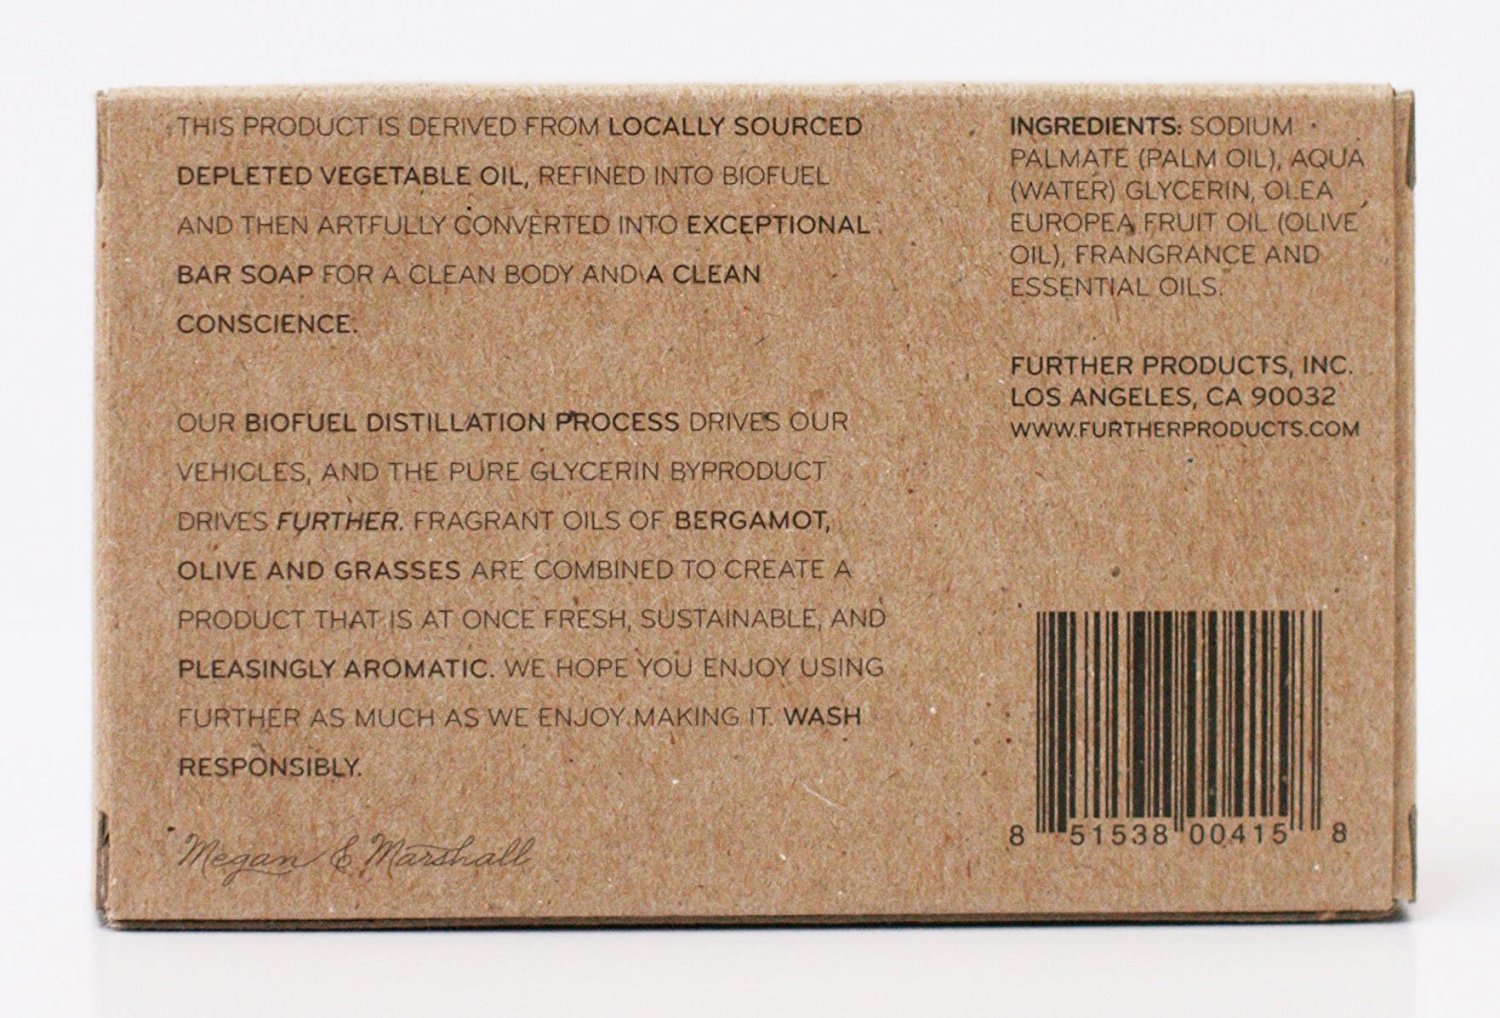 THIS PRODUCT IS DERIVED FROM LOCALLY SOURCED
DEPLETED VEGETABLE OIL, REFINED INTO BIOFUEL
AND THEN ARTFULLY CONVERTED INTO EXCEPTIONAL
BAR SOAP FOR A CLEAN BODY AND A CLEAN
CONSCIENCE.
OUR BIOFUEL DISTILLATION PROCESS DRIVES OUR
VEHICLES, AND THE PURE GLYCERIN BYPRODUCT
DRIVES FURTHER. FRAGRANT OILS OF BERGAMOT,
OLIVE AND GRASSES ARE COMBINED TO CREATE A
PRODUCT THAT IS AT ONCE FRESH, SUSTAINABLE, AND
PLEASINGLY AROMATIC. WE HOPE YOU ENJOY USING
FURTHER AS MUCH AS WE ENJOY MAKING IT. WASH
RESPONSIBLY.
Megan & Marshall
INGREDIENTS: SODIUM
PALMATE (PALM OIL), AQUA
(WATER) GLYCERIN, OLEA
EUROPEA FRUIT OIL (OLIVE
OIL), FRANGRANCE AND
ESSENTIAL OILS.
FURTHER PRODUCTS, INC.
LOS ANGELES, CA 90032
WWW.FURTHERPRODUCTS.COM
8 51538 00415 8